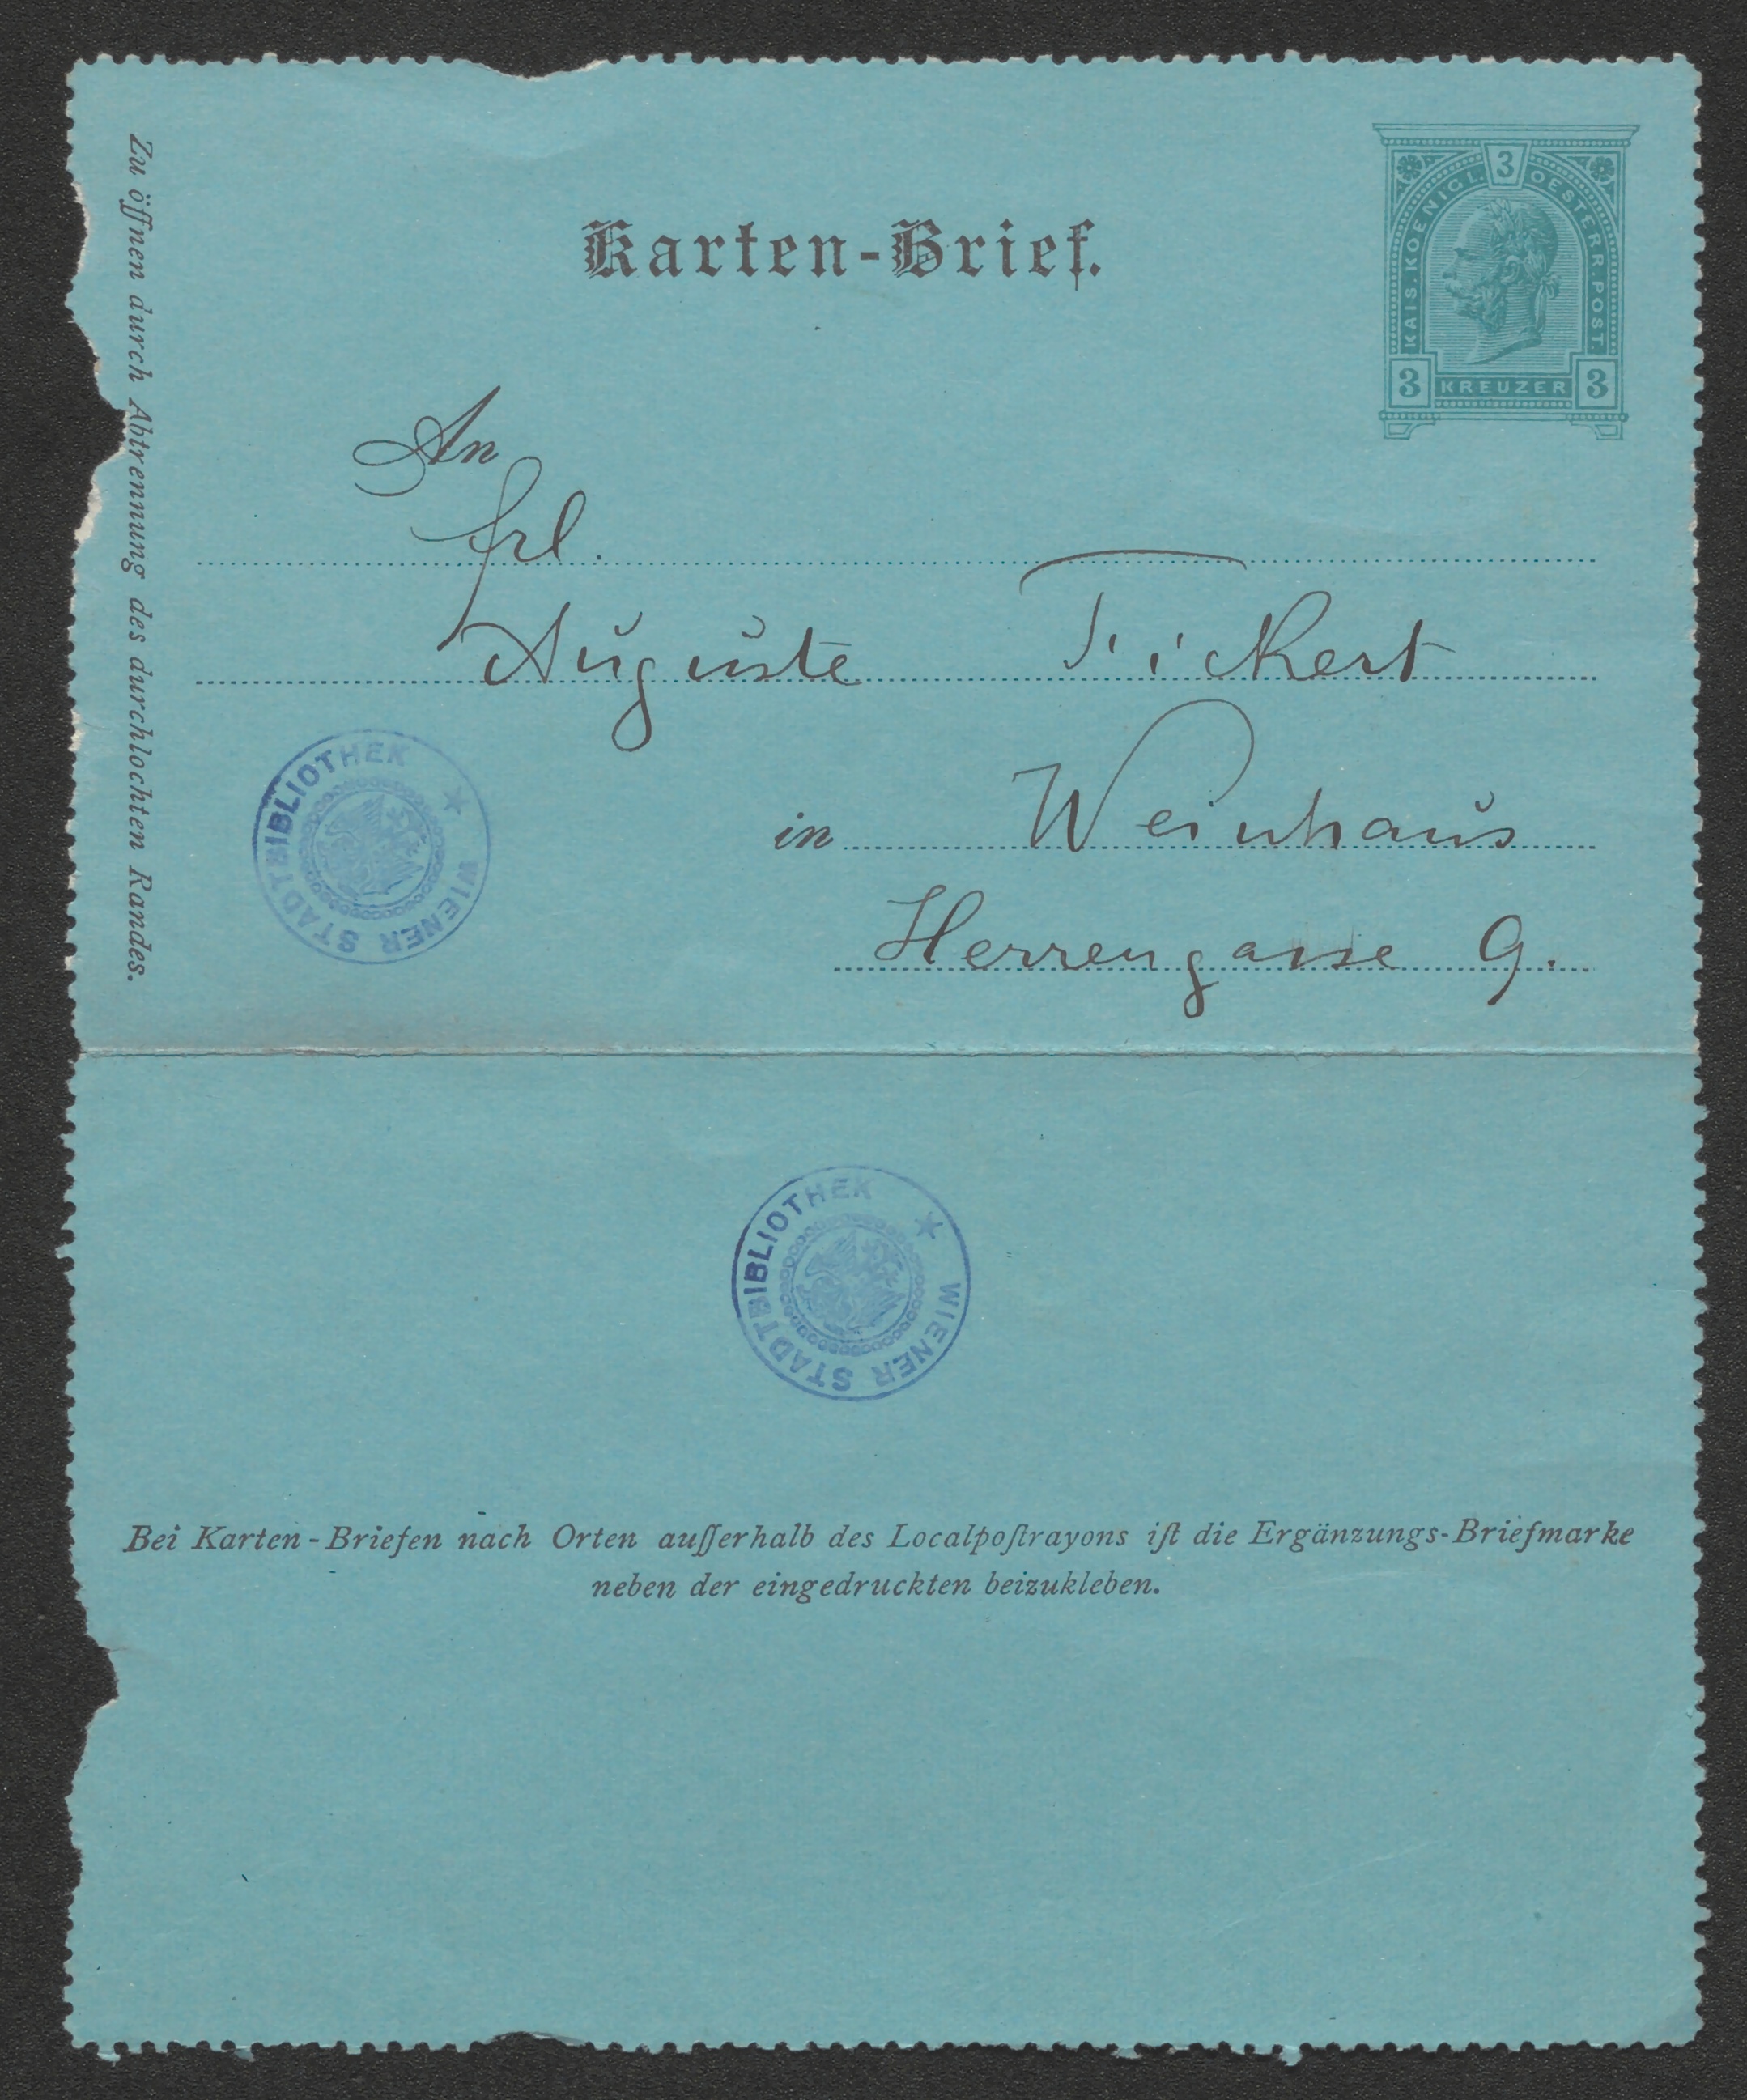 Zu öffnen durch Abtrennung des durchlochten Randes.
Karten-Brief.
3
KAIS. KOENIGL. OESTERR. POST.
3 KREUZER 3
An
Frl.
Auguste Fickert
in Weinhaus
Herrengasse 9.
WIENER STADTBIBLIOTHEK
WIENER STADTBIBLIOTHEK
Bei Karten-Briefen nach Orten auſſerhalb des Localpoſtrayons iſt die Ergänzungs-Briefmarke
neben der eingedruckten beizukleben.